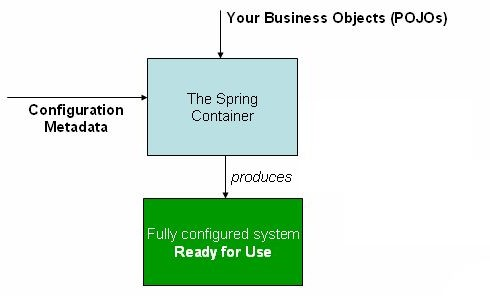 Your Business Objects (POJOs)
The Spring
Container
Configuration
Metadata
produces
Fully configured system
Ready for Use